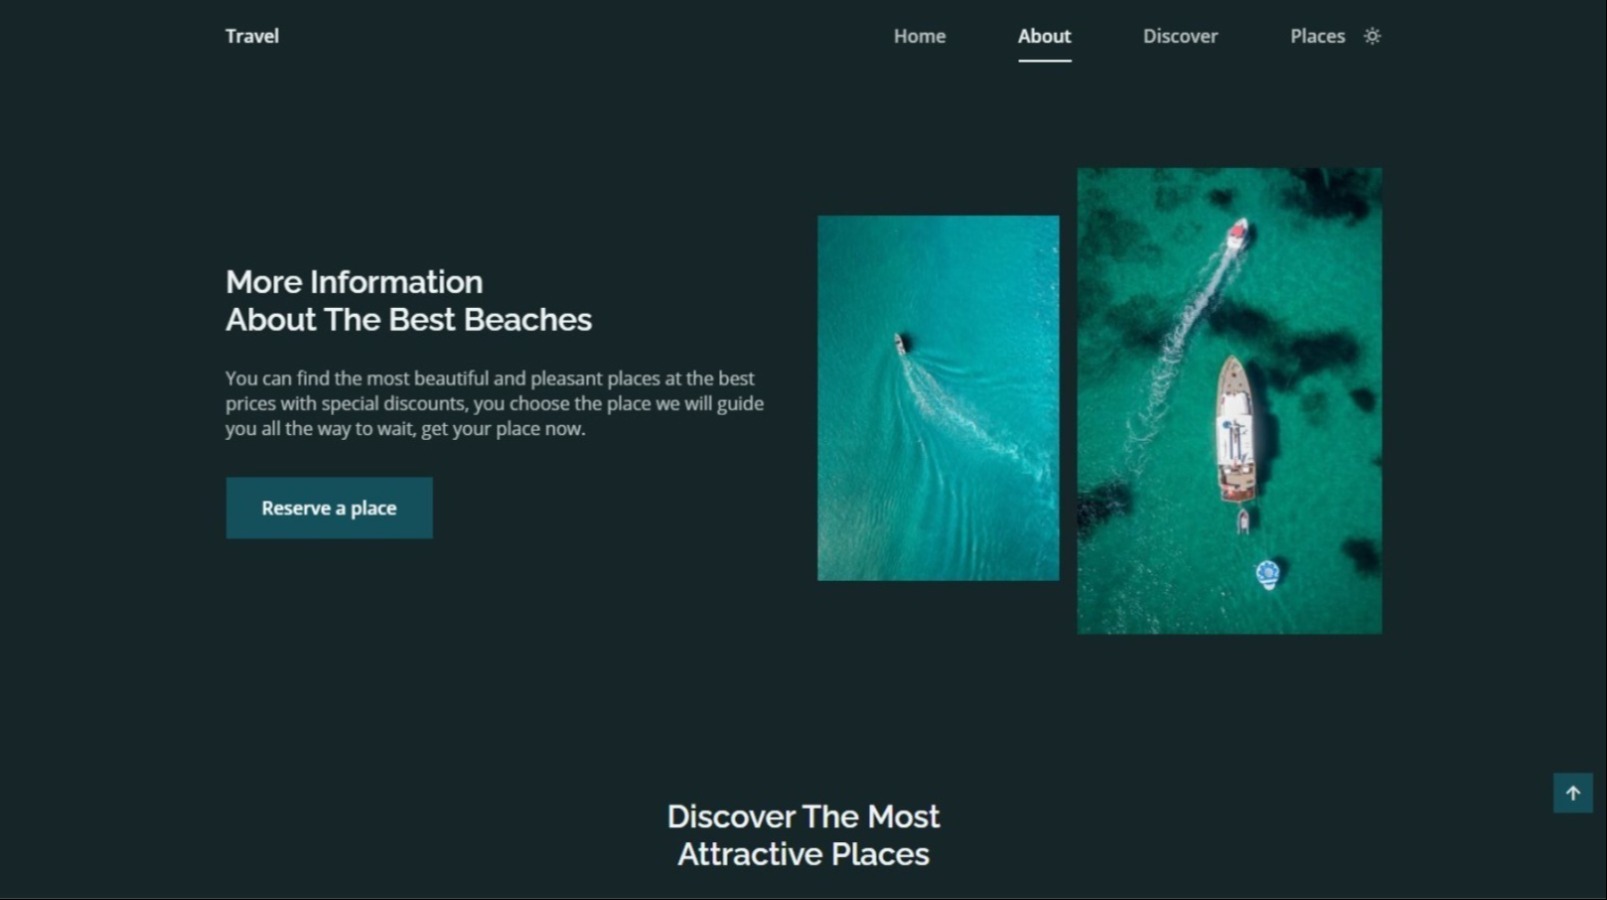 Travel
Home
About
Discover
Places
More Information
About The Best Beaches
You can find the most beautiful and pleasant places at the best
prices with special discounts, you choose the place we will guide
you all the way to wait, get your place now.
Reserve a place
Discover The Most
Attractive Places